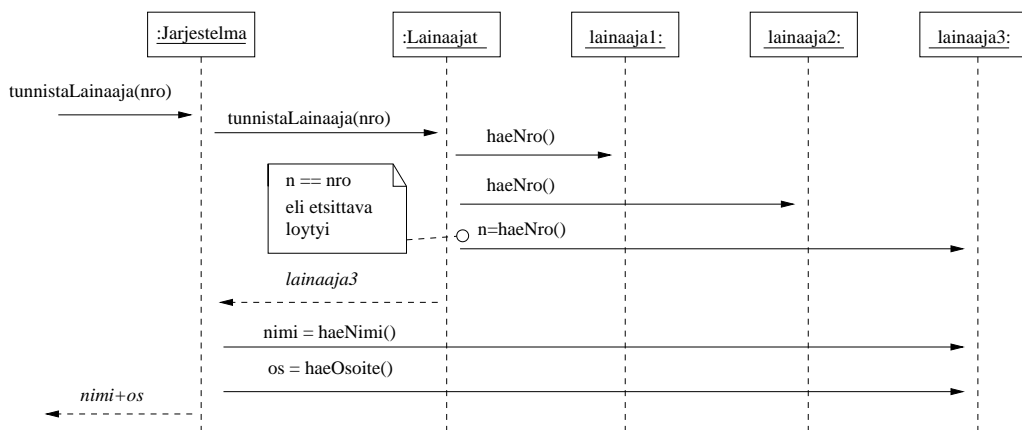 :Jarjestelma
:Lainaajat
lainaaja1:
lainaaja2:
lainaaja3:
tunnistaLainaaja(nro)
tunnistaLainaaja(nro)
haeNro()
n == nro
eli etsittava
loytyi
haeNro()
n=haeNro()
lainaaja3
nimi = haeNimi()
os = haeOsoite()
nimi+os